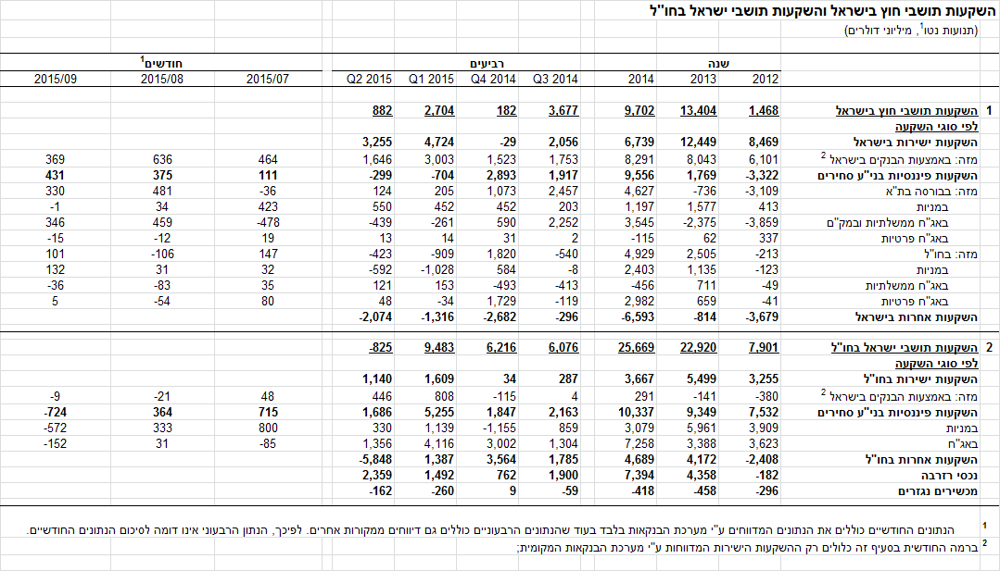 השקעות תושבי חוץ בישראל והשקעות תושבי ישראל בחו"ל
(תנועות נטו¹, מיליוני דולרים)
שנה רביעים חודשים¹
2012 2013 2014 Q3 2014 Q4 2014 Q1 2015 Q2 2015 2015/07 2015/08 2015/09
1 השקעות תושבי חוץ בישראל 1,468 13,404 9,702 3,677 182 2,704 882
לפי סוגי השקעה
השקעות ישירות בישראל 8,469 12,449 6,739 2,056 -29 4,724 3,255
מזה: באמצעות הבנקים בישראל ² 6,101 8,043 8,291 1,753 1,523 3,003 1,646 464 636 369
השקעות פיננסיות בני"ע סחירים -3,322 1,769 9,556 1,917 2,893 -704 -299 111 375 431
מזה: בבורסה בת"א -3,109 -736 4,627 2,457 1,073 205 124 -36 481 330
במניות 413 1,577 1,197 203 452 452 550 423 34 -1
באג"ח ממשלתיות ובמק"ם -3,859 -2,375 3,545 2,252 590 -261 -439 -478 459 346
באג"ח פרטיות 337 62 -115 2 31 14 13 19 -12 -15
מזה: בחו"ל -213 2,505 4,929 -540 1,820 -909 -423 147 -106 101
במניות -123 1,135 2,403 -8 584 -1,028 -592 32 31 132
באג"ח ממשלתיות -49 711 -456 -413 -493 153 121 35 -83 -36
באג"ח פרטיות -41 659 2,982 -119 1,729 -34 48 80 -54 5
השקעות אחרות בישראל -3,679 -814 -6,593 -296 -2,682 -1,316 -2,074
2 השקעות תושבי ישראל בחו"ל 7,901 22,920 25,669 6,076 6,216 9,483 -825
לפי סוגי השקעה
השקעות ישירות בחו"ל 3,255 5,499 3,667 287 34 1,609 1,140
מזה: באמצעות הבנקים בישראל ² -380 -141 291 4 -115 808 446 48 -21 -9
השקעות פיננסיות בני"ע סחירים 7,532 9,349 10,337 2,163 1,847 5,255 1,686 715 364 -724
במניות 3,909 5,961 3,079 859 -1,155 1,139 330 800 333 -572
באג"ח 3,623 3,388 7,258 1,304 3,002 4,116 1,356 -85 31 -152
השקעות אחרות בחו"ל -2,408 4,172 4,689 1,785 3,564 1,387 -5,848
נכסי רזרבה -182 4,358 7,394 1,900 762 1,492 2,359
מכשירים נגזרים -296 -458 -418 -59 9 -260 -162
¹ הנתונים החודשיים כוללים את הנתונים המדווחים ע"י מערכת הבנקאות בלבד בעוד שהנתונים הרבעוניים כוללים גם דיווחים ממקורות אחרים. לפיכך, הנתון הרבעוני אינו דומה לסיכום הנתונים החודשיים.
² ברמה החודשית בסעיף זה כלולים רק ההשקעות הישירות המדווחות ע"י מערכת הבנקאות המקומית;